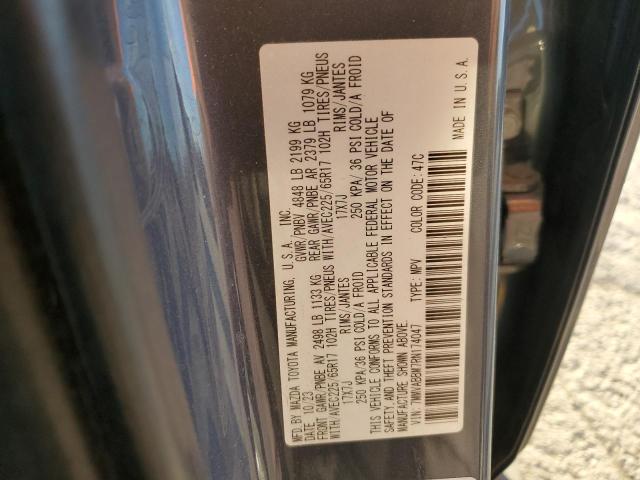 MFD.BY MAZDA TOYOTA MANUFACTURING, U.S.A. INC.
DATE 10.23 GVWR/PNBV 4848 LB 2199 KG
FRONT GAWR/PNBE AV 2498 LB 1133 KG REAR GAWR/PNBE AR 2379 LB 1079 KG
WITH/AVEC225/65R17 102H TIRES/PNEUS WITH/AVEC225/65R17 102H TIRES/PNEUS
17X7J RIMS/JANTES 17X7J RIMS/JANTES
250 KPA/36 PSI COLD/A FROID 250 KPA/ 36 PSI COLD/A FROID
THIS VEHICLE CONFORMS TO ALL APPLICABLE FEDERAL MOTOR VEHICLE
SAFETY, AND THEFT PREVENTION STANDARDS IN EFFECT ON THE DATE OF
MANUFACTURE SHOWN ABOVE.
VIN:7MMVABBM7RN174047 TYPE: MPV COLOR CODE:47C MADE IN U.S.A.